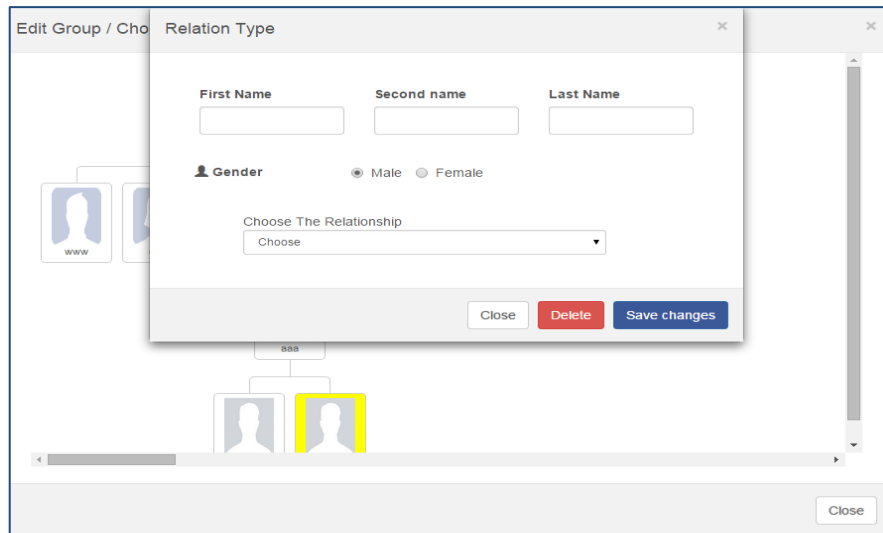 Edit Group / Cho
Relation Type
×
×
First Name Second name Last Name
Gender Male Female
Choose The Relationship
Choose
www
Close Delete Save changes
aaa
Close